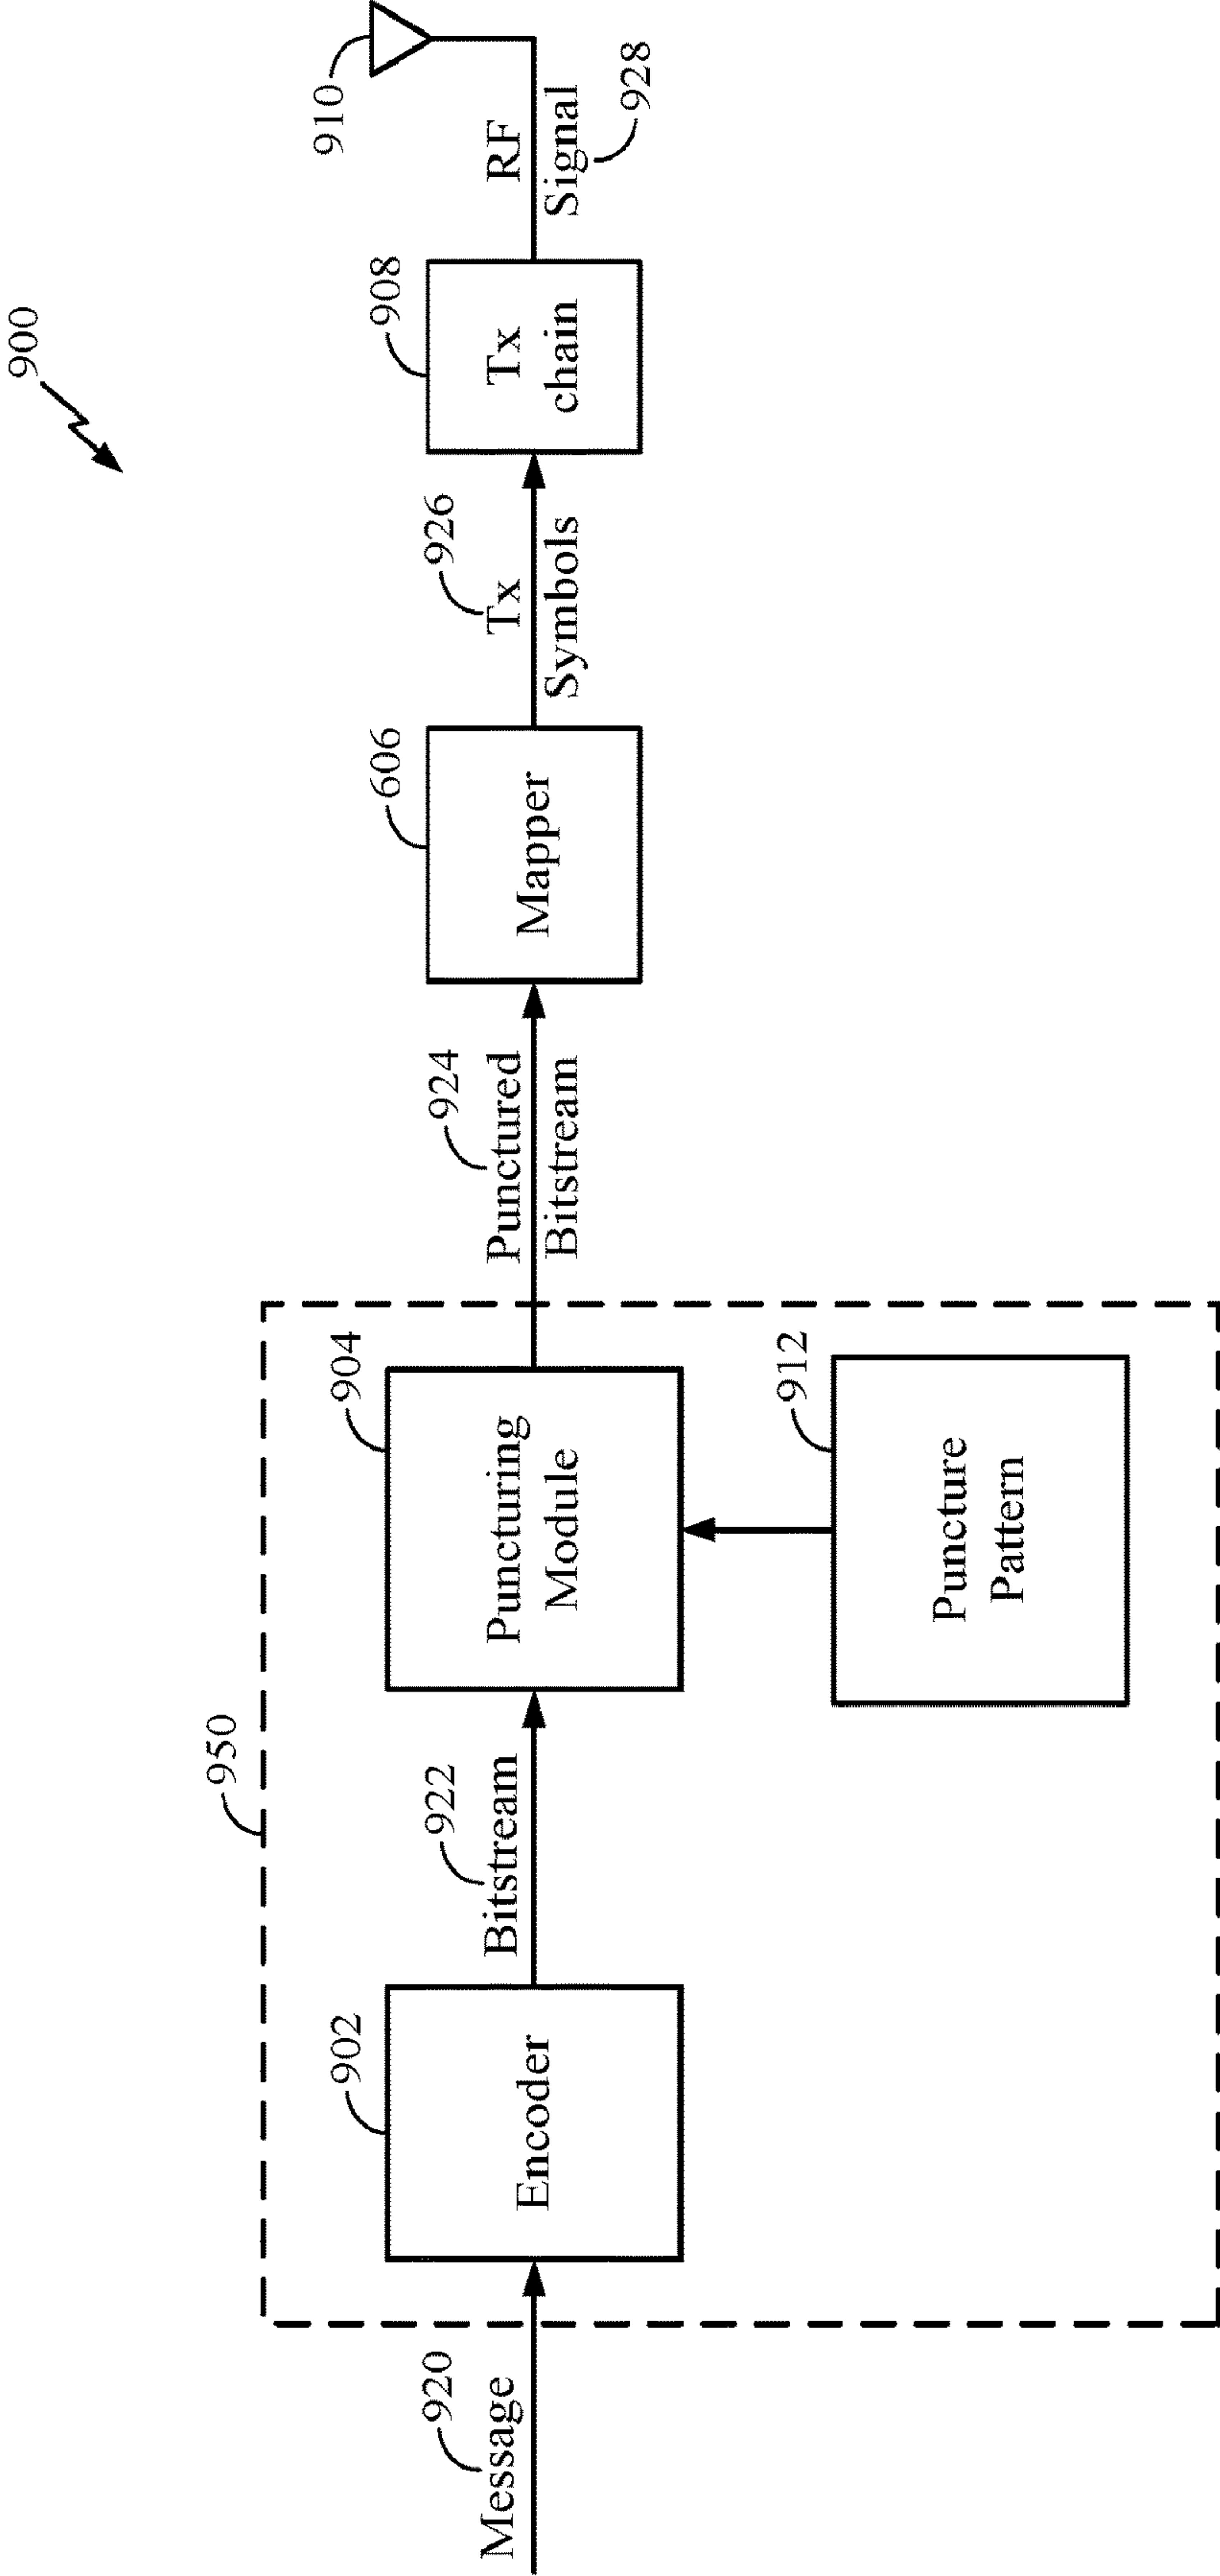 900
950
920
Message
902
Encoder
922
Bitstream
904
Puncturing
Module
912
Puncture
Pattern
924
Punctured
Bitstream
606
Mapper
926
Tx
Symbols
908
Tx
chain
RF
Signal
928
910